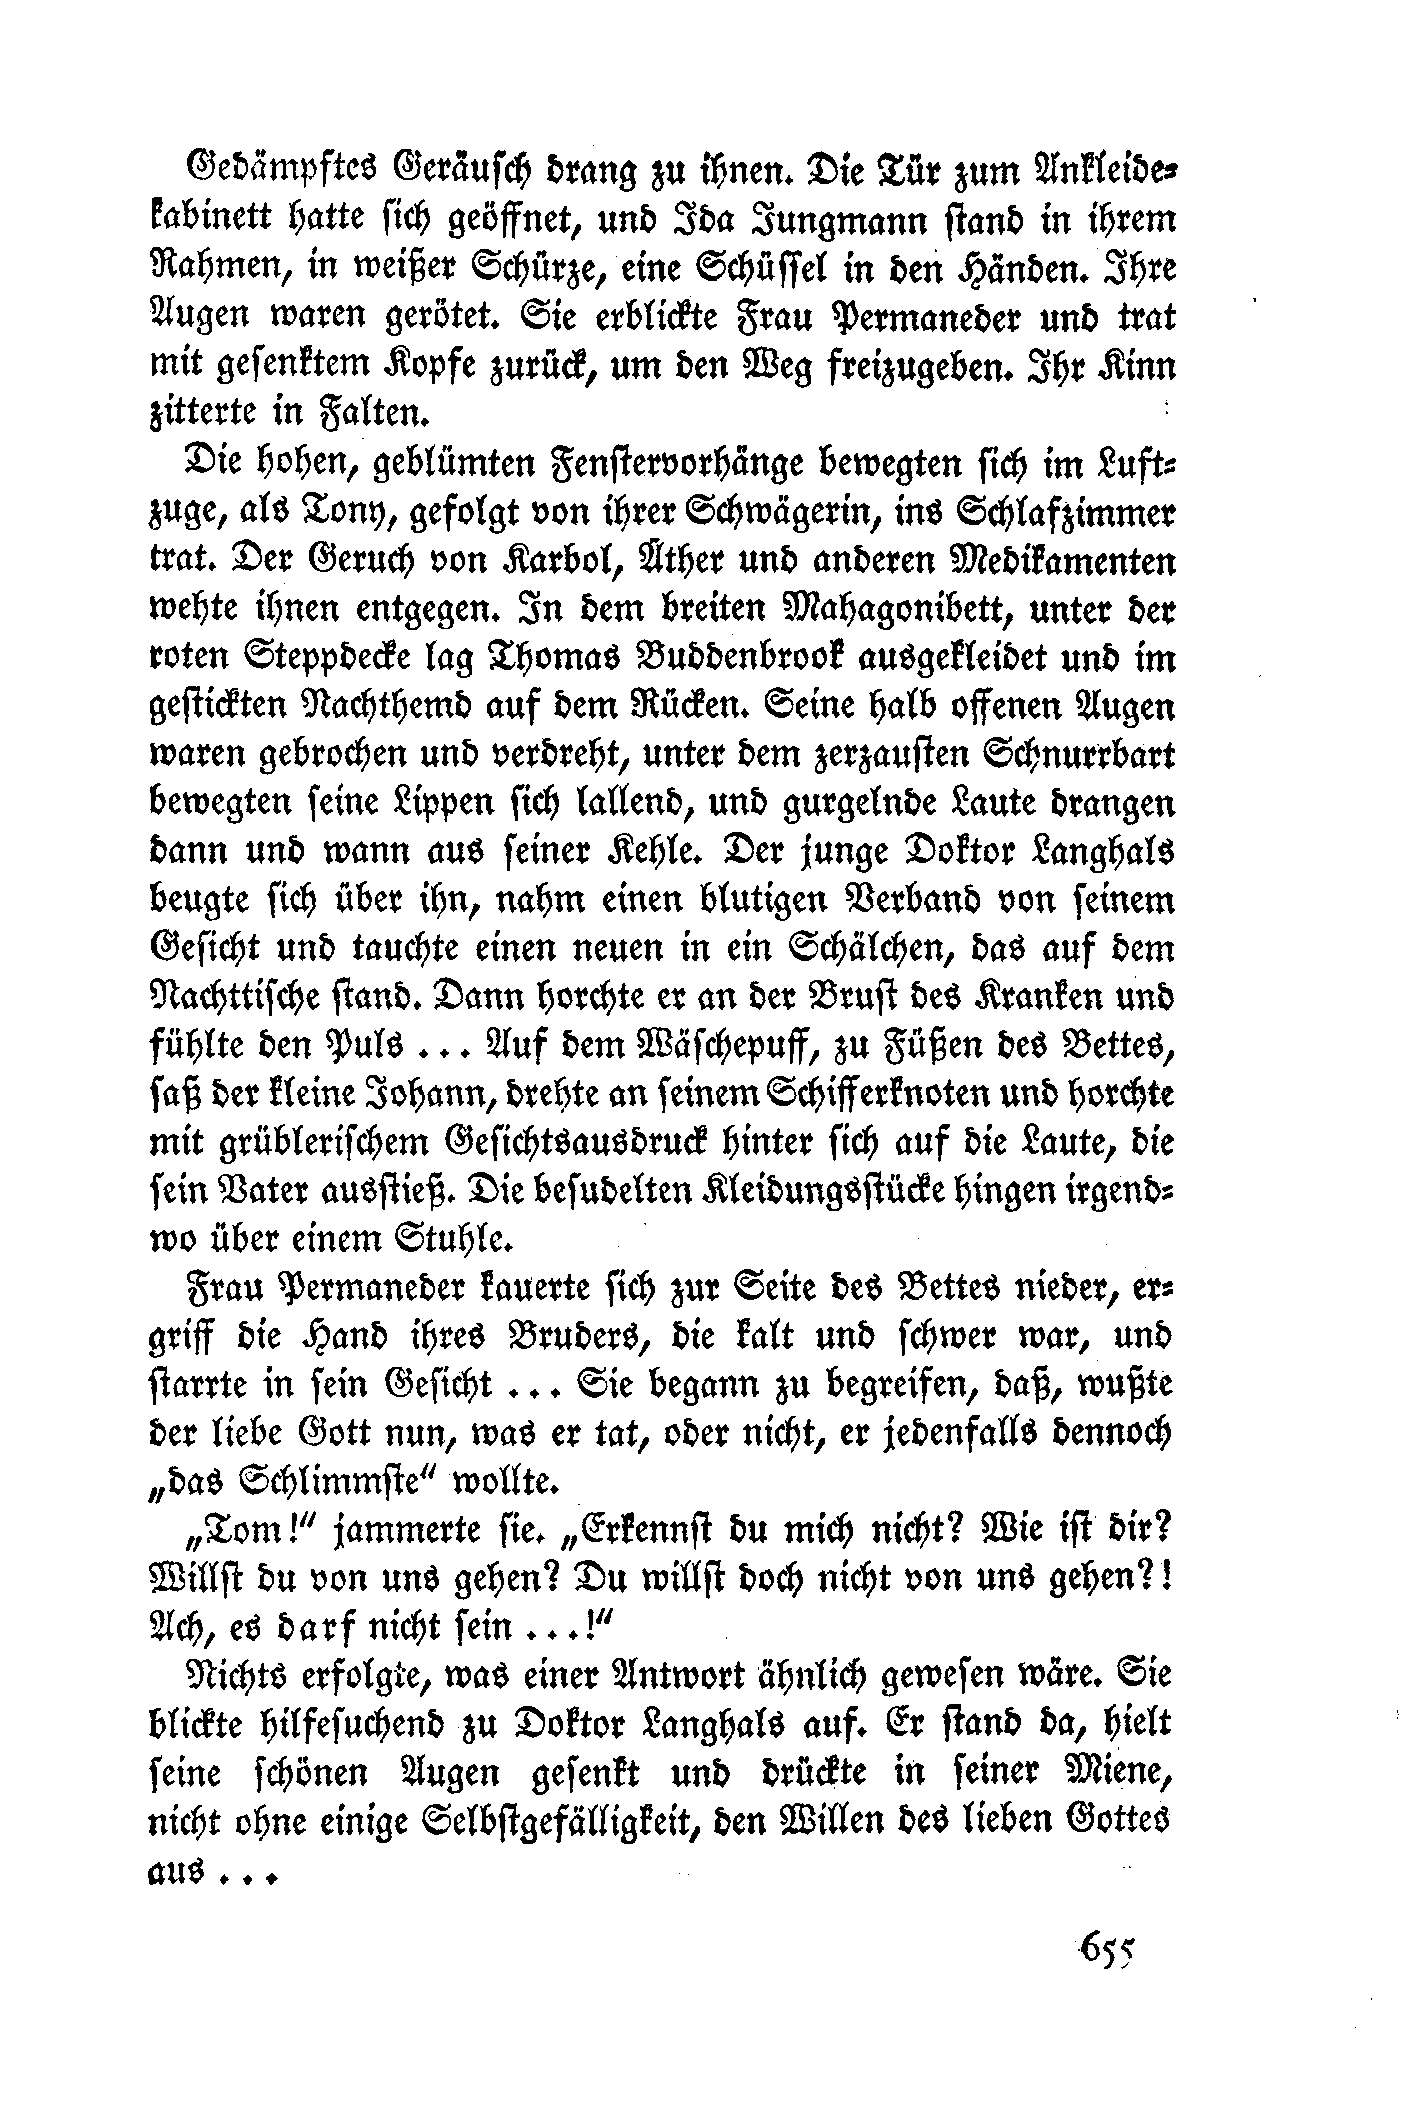 Gedämpftes Geräusch drang zu ihnen. Die Tür zum Ankleide-
kabinett hatte sich geöffnet, und Ida Jungmann stand in ihrem
Rahmen, in weißer Schürze, eine Schüssel in den Händen. Ihre
Augen waren gerötet. Sie erblickte Frau Permaneder und trat
mit gesenktem Kopfe zurück, um den Weg freizugeben. Ihr Kinn
zitterte in Falten.
Die hohen, geblümten Fenstervorhänge bewegten sich im Luft-
zuge, als Tony, gefolgt von ihrer Schwägerin, ins Schlafzimmer
trat. Der Geruch von Karbol, Äther und anderen Medikamenten
wehte ihnen entgegen. In dem breiten Mahagonibett, unter der
roten Steppdecke lag Thomas Buddenbrook ausgekleidet und im
gestickten Nachthemd auf dem Rücken. Seine halb offenen Augen
waren gebrochen und verdreht, unter dem zerzausten Schnurrbart
bewegten seine Lippen sich lallend, und gurgelnde Laute drangen
dann und wann aus seiner Kehle. Der junge Doktor Langhals
beugte sich über ihn, nahm einen blutigen Verband von seinem
Gesicht und tauchte einen neuen in ein Schälchen, das auf dem
Nachttische stand. Dann horchte er an der Brust des Kranken und
fühlte den Puls ... Auf dem Wäschepuff, zu Füßen des Bettes,
saß der kleine Johann, drehte an seinem Schifferknoten und horchte
mit grüblerischem Gesichtsausdruck hinter sich auf die Laute, die
sein Vater ausstieß. Die besudelten Kleidungsstücke hingen irgend-
wo über einem Stuhle.
Frau Permaneder kauerte sich zur Seite des Bettes nieder, er-
griff die Hand ihres Bruders, die kalt und schwer war, und
starrte in sein Gesicht ... Sie begann zu begreifen, daß, wußte
der liebe Gott nun, was er tat, oder nicht, er jedenfalls dennoch
„das Schlimmste“ wollte.
„Tom!“ jammerte sie. „Erkennst du mich nicht? Wie ist dir?
Willst du von uns gehen? Du willst doch nicht von uns gehen?!
Ach, es darf nicht sein ...!“
Nichts erfolgte, was einer Antwort ähnlich gewesen wäre. Sie
blickte hilfesuchend zu Doktor Langhals auf. Er stand da, hielt
seine schönen Augen gesenkt und drückte in seiner Miene,
nicht ohne einige Selbstgefälligkeit, den Willen des lieben Gottes
aus ...
655